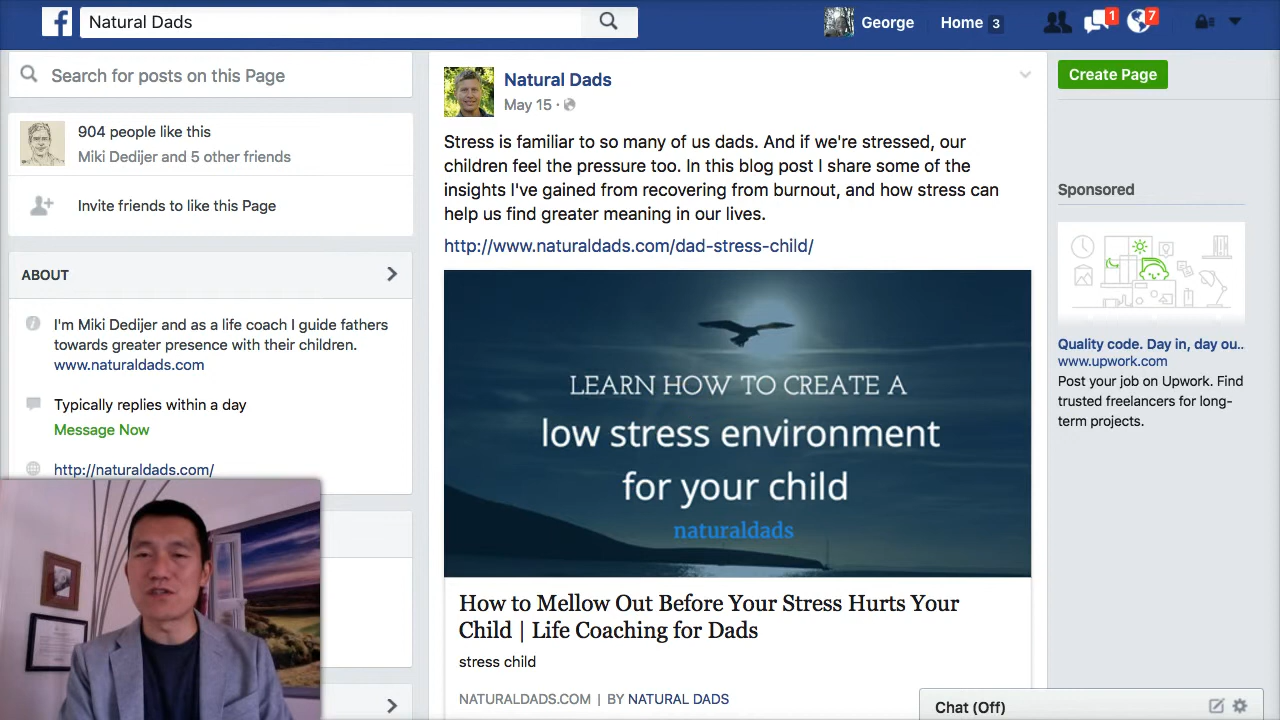 Natural Dads
George
Home 3
1
7
Search for posts on this Page
904 people like this
Miki Dedijer and 5 other friends
Invite friends to like this Page
ABOUT
I'm Miki Dedijer and as a life coach I guide fathers
towards greater presence with their children.
www.naturaldads.com
Typically replies within a day
Message Now
http://naturaldads.com/
Natural Dads
May 15 ·
Stress is familiar to so many of us dads. And if we're stressed, our
children feel the pressure too. In this blog post I share some of the
insights I've gained from recovering from burnout, and how stress can
help us find greater meaning in our lives.
http://www.naturaldads.com/dad-stress-child/
LEARN HOW TO CREATE A
low stress environment
for your child
naturaldads
How to Mellow Out Before Your Stress Hurts Your
Child | Life Coaching for Dads
stress child
NATURALDADS.COM | BY NATURAL DADS
Create Page
Sponsored
Quality code. Day in, day ou..
www.upwork.com
Post your job on Upwork. Find
trusted freelancers for long-
term projects.
Chat (Off)